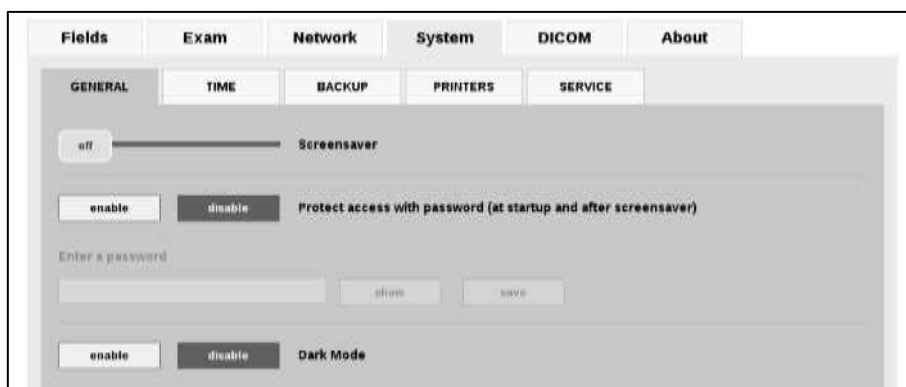 Fields Exam Network System DICOM About
GENERAL TIME BACKUP PRINTERS SERVICE
off Screensaver
enable disable Protect access with password (at startup and after screensaver)
Enter a password
show save
enable disable Dark Mode